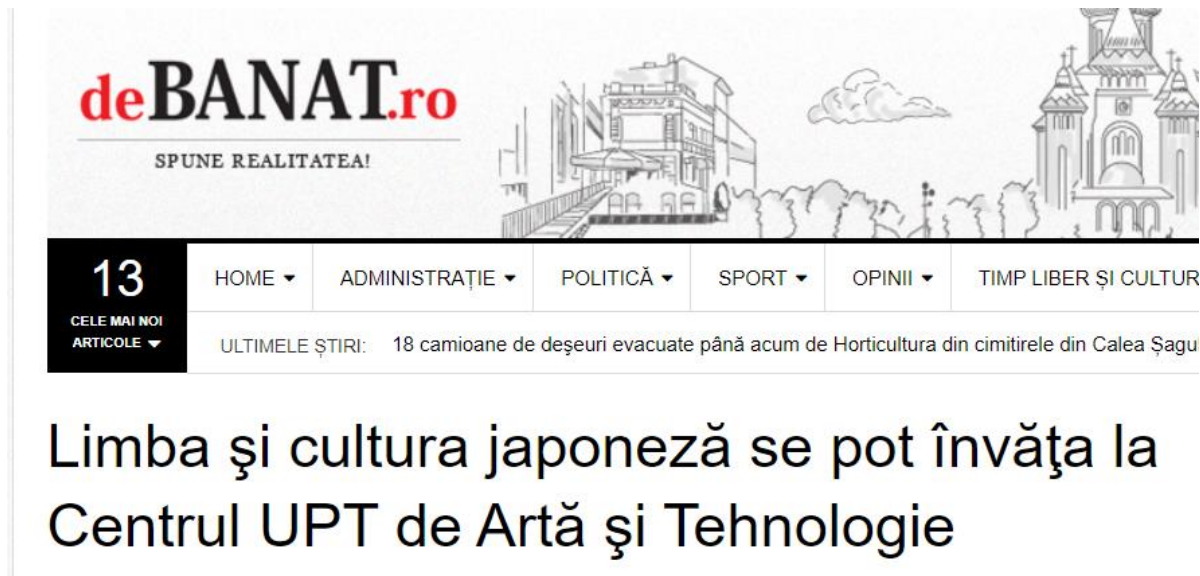 deBANAT.ro
SPUNE REALITATEA!
13
CELE MAI NOI
ARTICOLE
HOME
ADMINISTRAȚIE
POLITICĂ
SPORT
OPINII
TIMP LIBER ȘI CULTUR
ULTIMELE ȘTIRI: 18 camioane de deşeuri evacuate până acum de Horticultura din cimitirele din Calea Şagul
Limba şi cultura japoneză se pot învăţa la
Centrul UPT de Artă şi Tehnologie